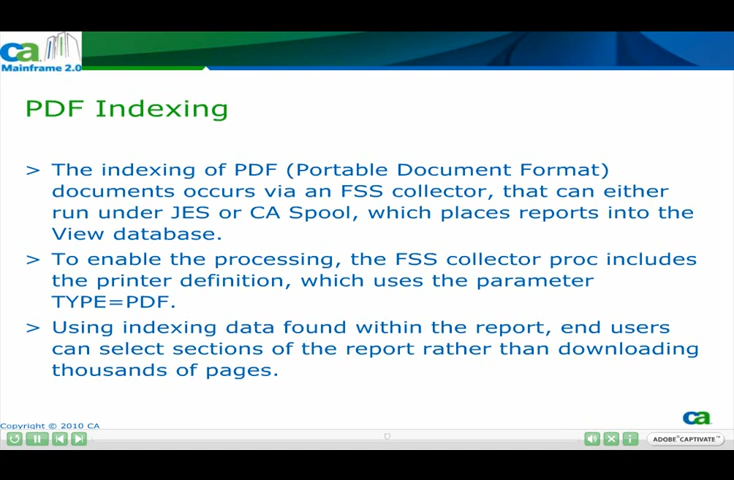 ca
Mainframe 2.0
PDF Indexing
> The indexing of PDF (Portable Document Format)
documents occurs via an FSS collector, that can either
run under JES or CA Spool, which places reports into the
View database.
> To enable the processing, the FSS collector proc includes
the printer definition, which uses the parameter
TYPE=PDF.
> Using indexing data found within the report, end users
can select sections of the report rather than downloading
thousands of pages.
Copyright © 2010 CA
ca
ADOBE® CAPTIVATE™